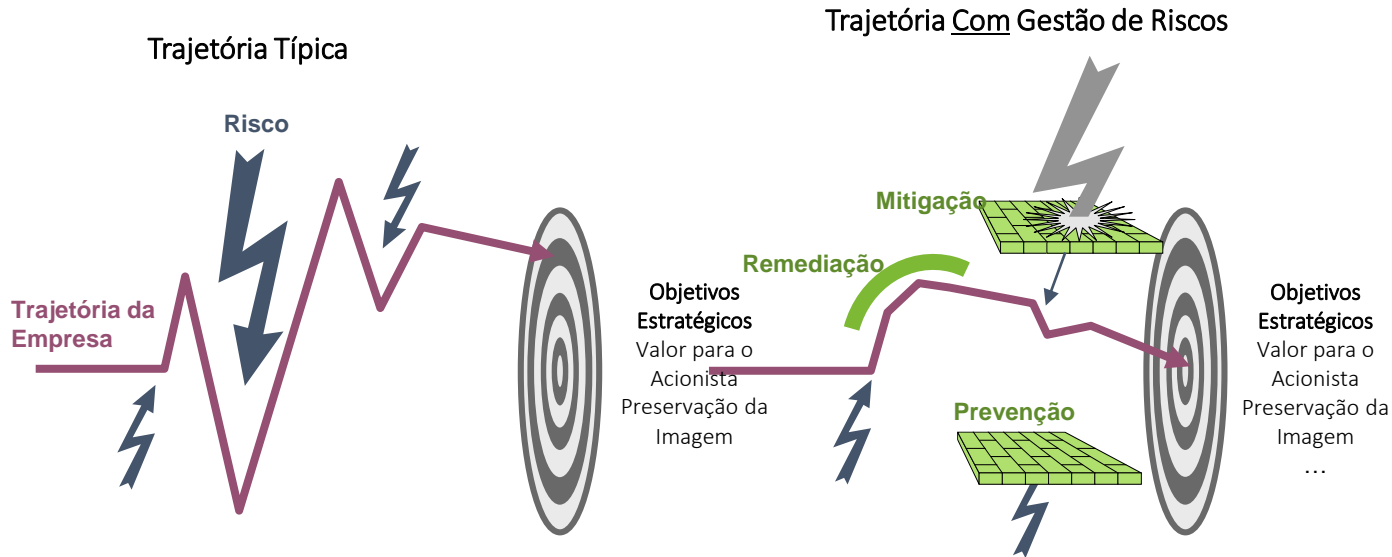 Trajetória Típica
Risco
Trajetória da
Empresa
Objetivos
Estratégicos
Valor para o
Acionista
Preservação da
Imagem
Trajetória Com Gestão de Riscos
Mitigação
Remediação
Prevenção
Objetivos
Estratégicos
Valor para o
Acionista
Preservação da
Imagem
...